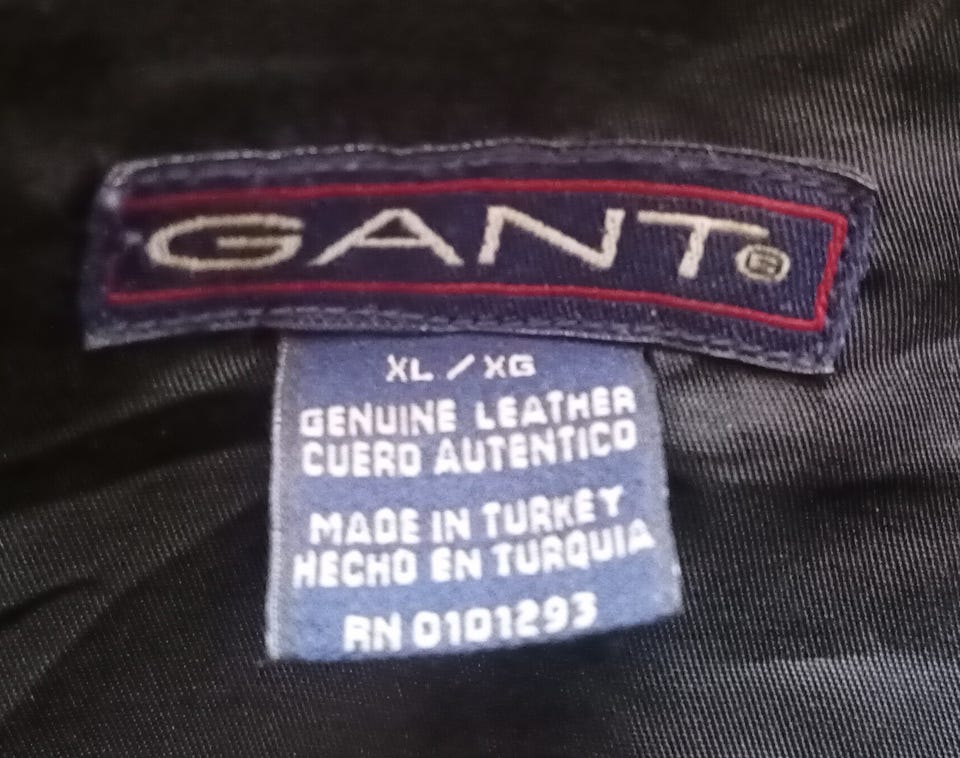 GANT®
XL / XG
GENUINE LEATHER
CUERO AUTENTICO
MADE IN TURKEY
HECHO EN TURQUIA
RN 0101293